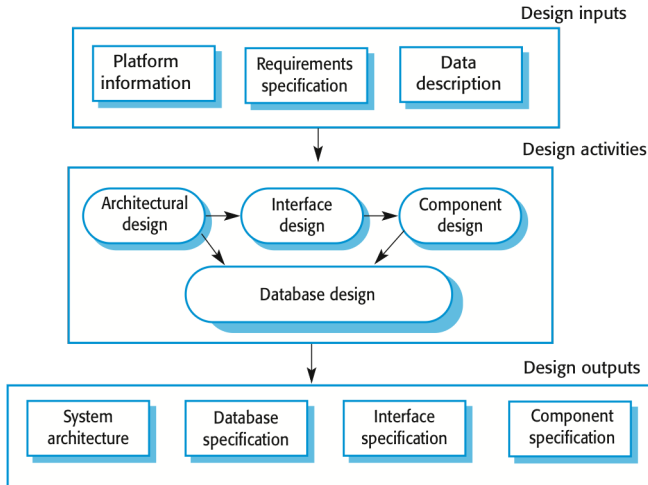 Design inputs
Platform
information
Requirements
specification
Data
description
Design activities
Architectural
design
Interface
design
Component
design
Database design
Design outputs
System
architecture
Database
specification
Interface
specification
Component
specification